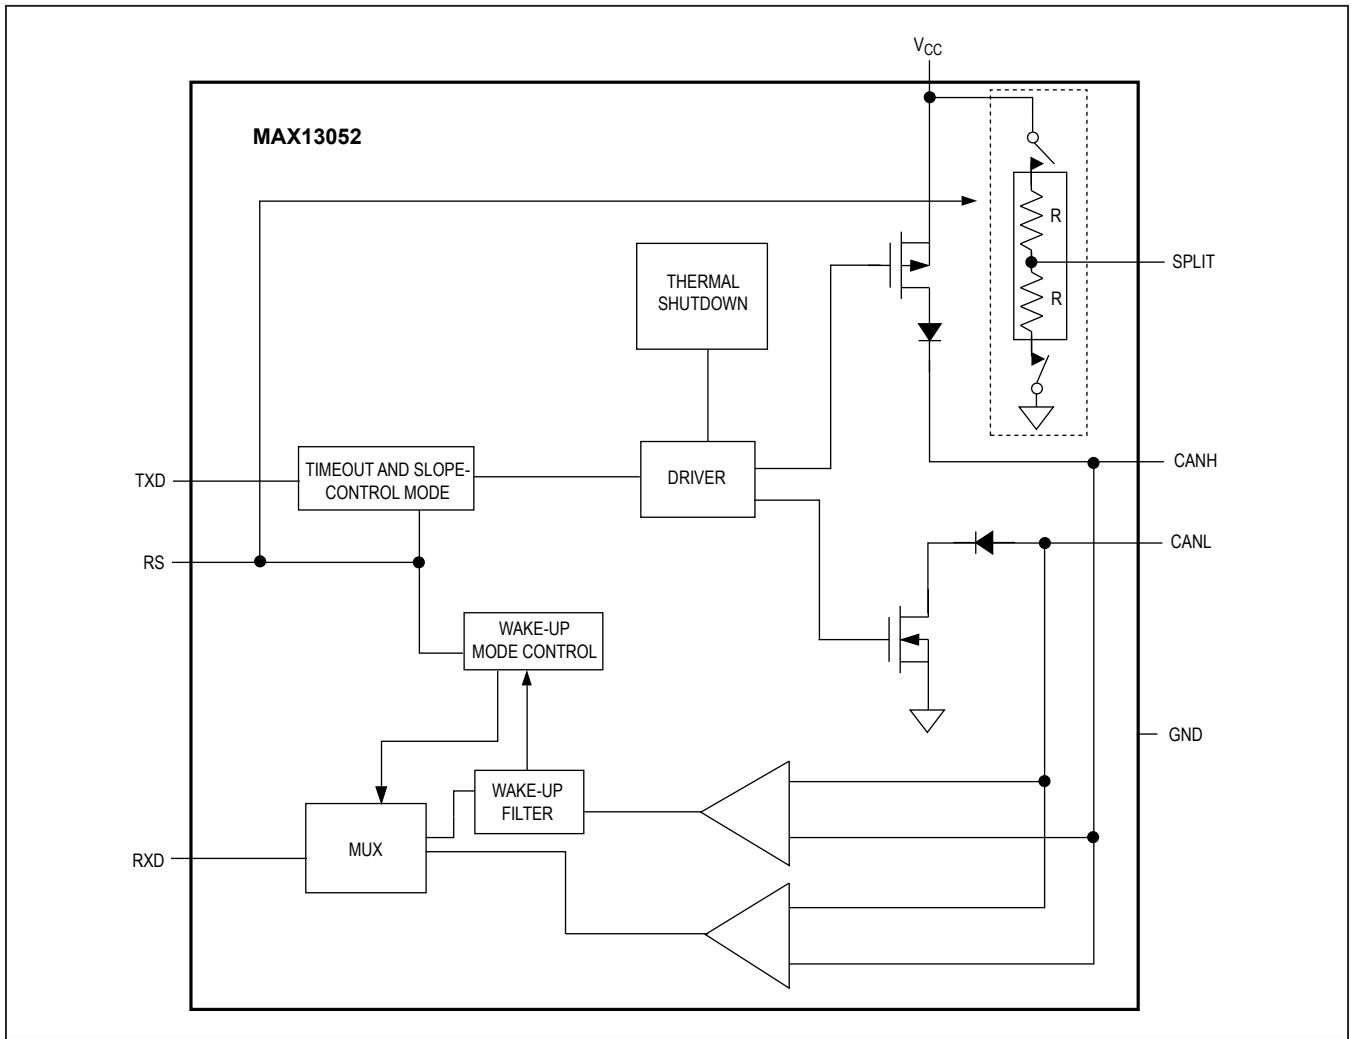 VCC
MAX13052
R
SPLIT
THERMAL
SHUTDOWN
R
TIMEOUT AND SLOPE-
CONTROL MODE
DRIVER
CANH
TXD
CANL
RS
WAKE-UP
MODE CONTROL
GND
WAKE-UP
FILTER
MUX
RXD